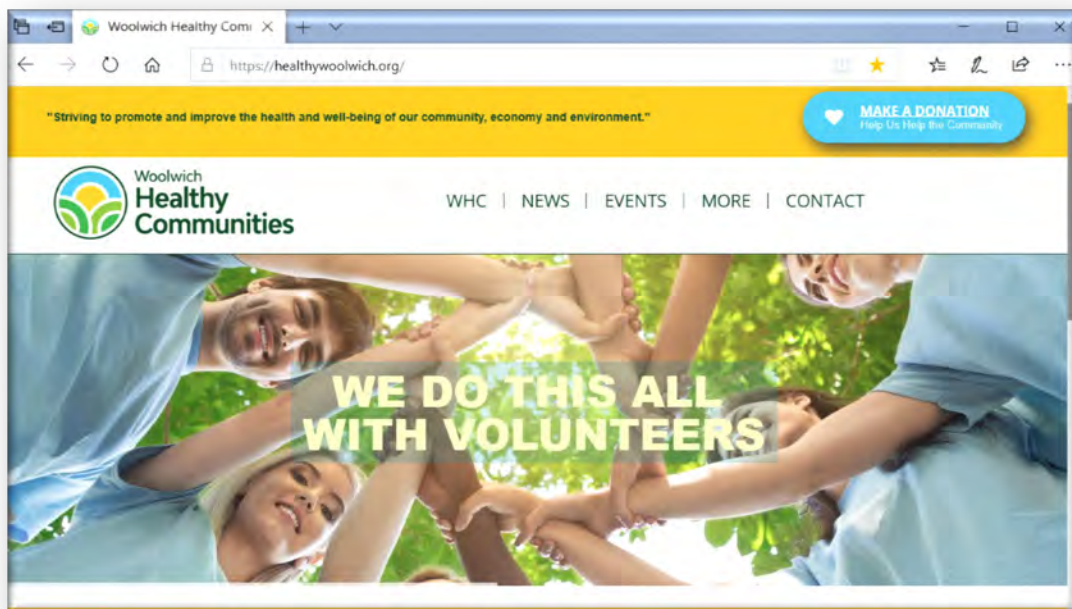 Woolwich Healthy Com
https://healthywoolwich.org/
"Striving to promote and improve the health and well-being of our community, economy and environment."
MAKE A DONATION
Help Us Help the Community
Woolwich
Healthy
Communities
WHC | NEWS | EVENTS | MORE | CONTACT
WE DO THIS ALL
WITH VOLUNTEERS